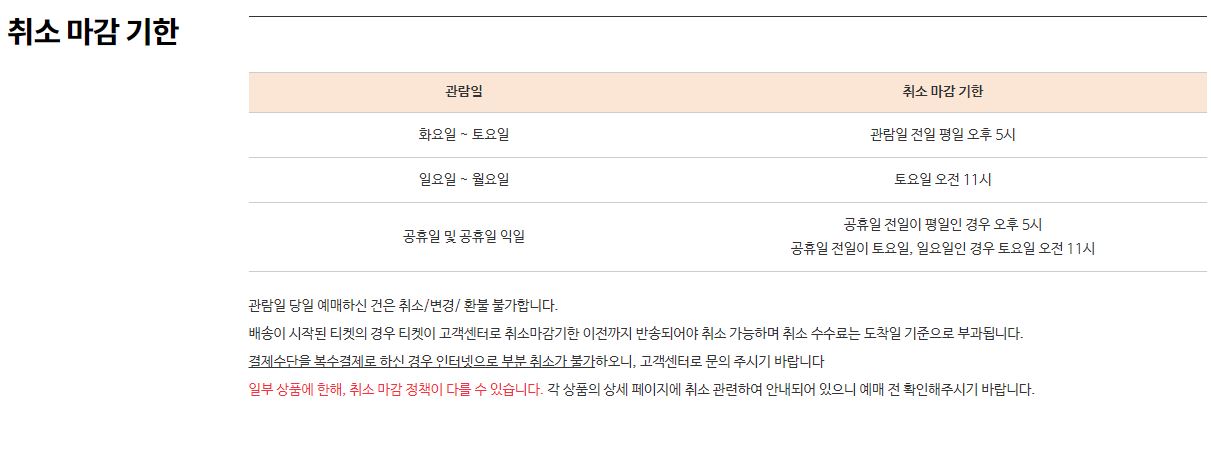 취소 마감 기한
관람일 취소 마감 기한
화요일 ~ 토요일 관람일 전일 평일 오후 5시
일요일 ~ 월요일 토요일 오전 11시
공휴일 및 공휴일 익일
공휴일 전일이 평일인 경우 오후 5시
공휴일 전일이 토요일, 일요일인 경우 토요일 오전 11시
관람일 당일 예매하신 건은 취소/변경/ 환불 불가합니다.
배송이 시작된 티켓의 경우 티켓이 고객센터로 취소마감기한 이전까지 반송되어야 취소 가능하며 취소 수수료는 도착일 기준으로 부과됩니다.
결제수단을 복수결제로 하신 경우 인터넷으로 부분 취소가 불가하오니, 고객센터로 문의 주시기 바랍니다
일부 상품에 한해, 취소 마감 정책이 다를 수 있습니다. 각 상품의 상세 페이지에 취소 관련하여 안내되어 있으니 예매 전 확인해주시기 바랍니다.